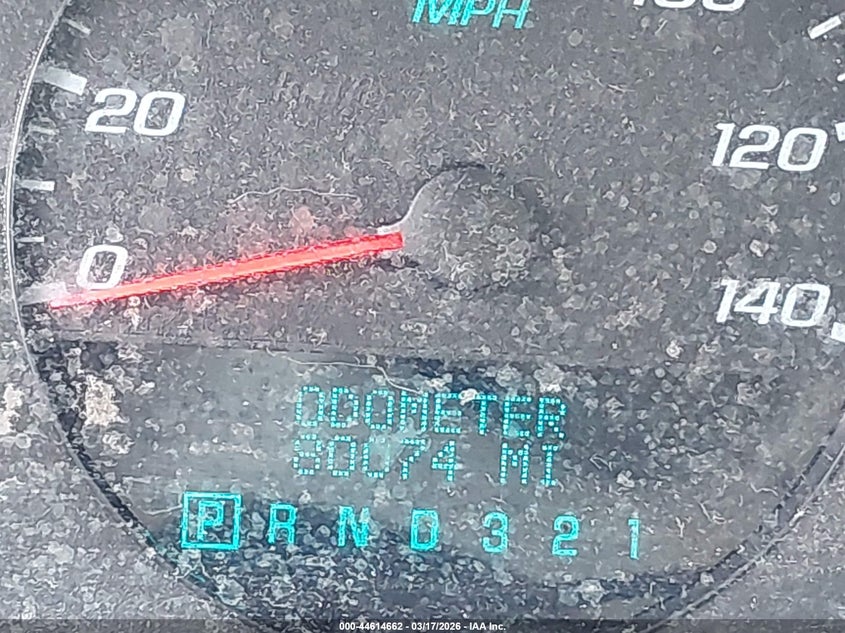 MPH
20
120
0
140
ODOMETER
80074 MI
P R N D 3 2 1
000-44614662 - 03/17/2026 - IAA Inc.